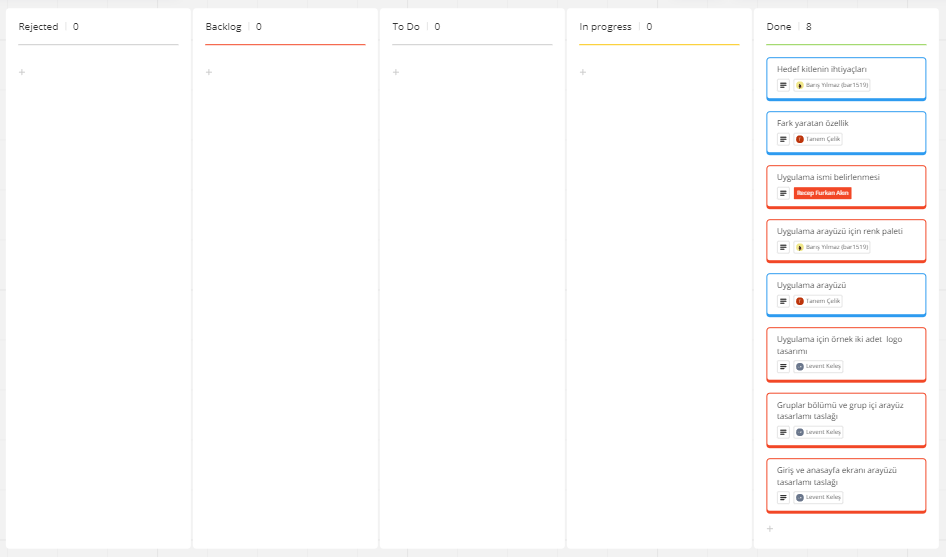 Rejected | 0
Backlog | 0
To Do | 0
In progress | 0
Done | 8
Hedef kitlenin ihtiyaçları
Barış Yılmaz (bar1519)
Fark yaratan özellik
Tanem Çelik
Uygulama ismi belirlenmesi
Recep Furkan Alen
Uygulama arayüzü için renk paleti
Barış Yılmaz (bar1519)
Uygulama arayüzü
Tanem Çelik
Uygulama için örnek iki adet logo
tasarımı
Levent Keleş
Gruplar bölümü ve grup içi arayüz
tasarlamı taslağı
Levent Keleş
Giriş ve anasayfa ekranı arayüzü
tasarlamı taslağı
Levent Keleş